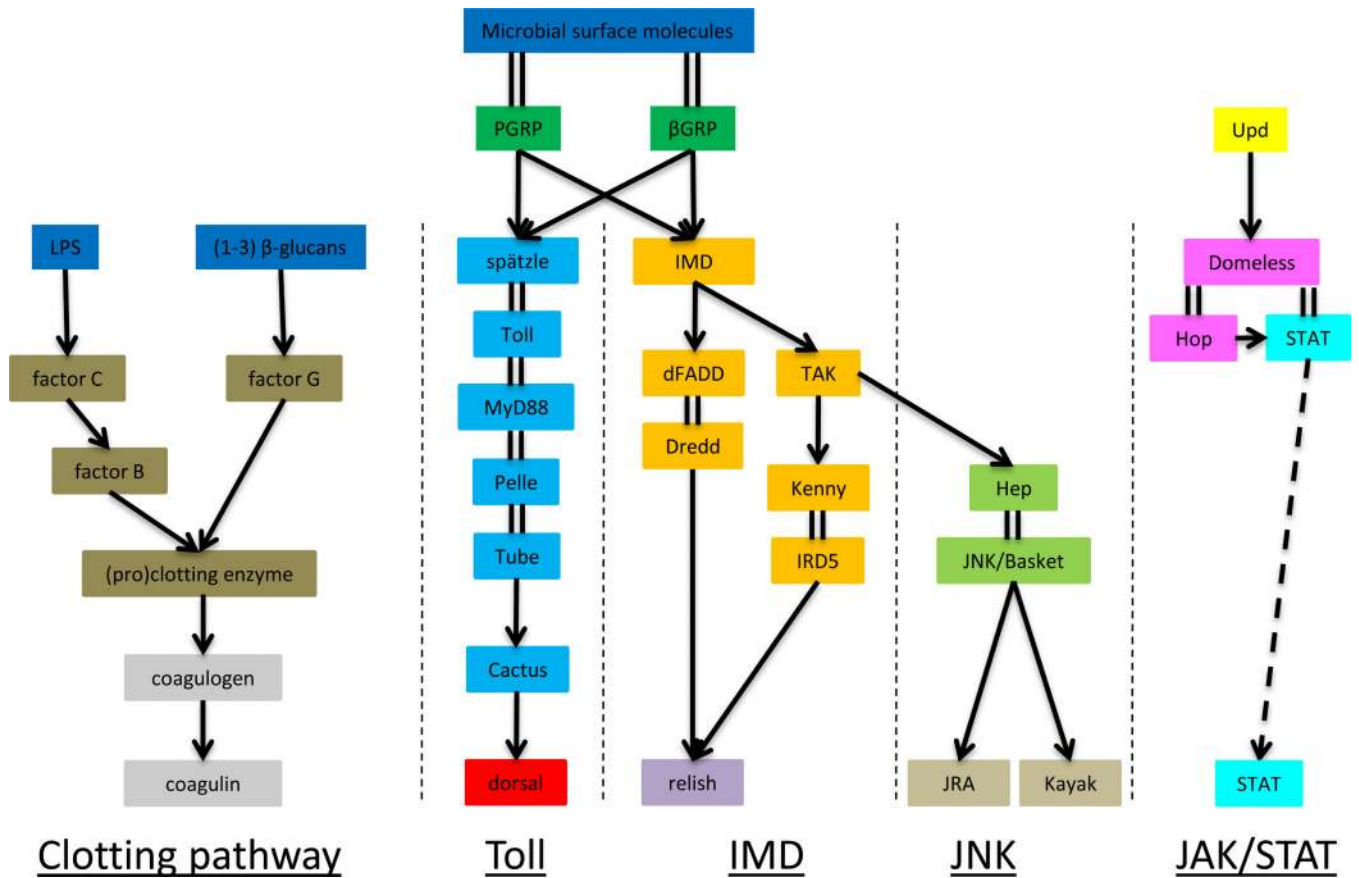 Microbial surface molecules
PGRP
βGRP
Upd
LPS
(1-3) β-glucans
spätzle
IMD
Domeless
Toll
Hop
STAT
factor C
factor G
dFADD
TAK
MyD88
Dredd
factor B
Pelle
Kenny
Hep
Tube
IRD5
JNK/Basket
(pro)clotting enzyme
coagulogen
Cactus
coagulin
dorsal
relish
JRA
Kayak
STAT
Clotting pathway
Toll
IMD
JNK
JAK/STAT